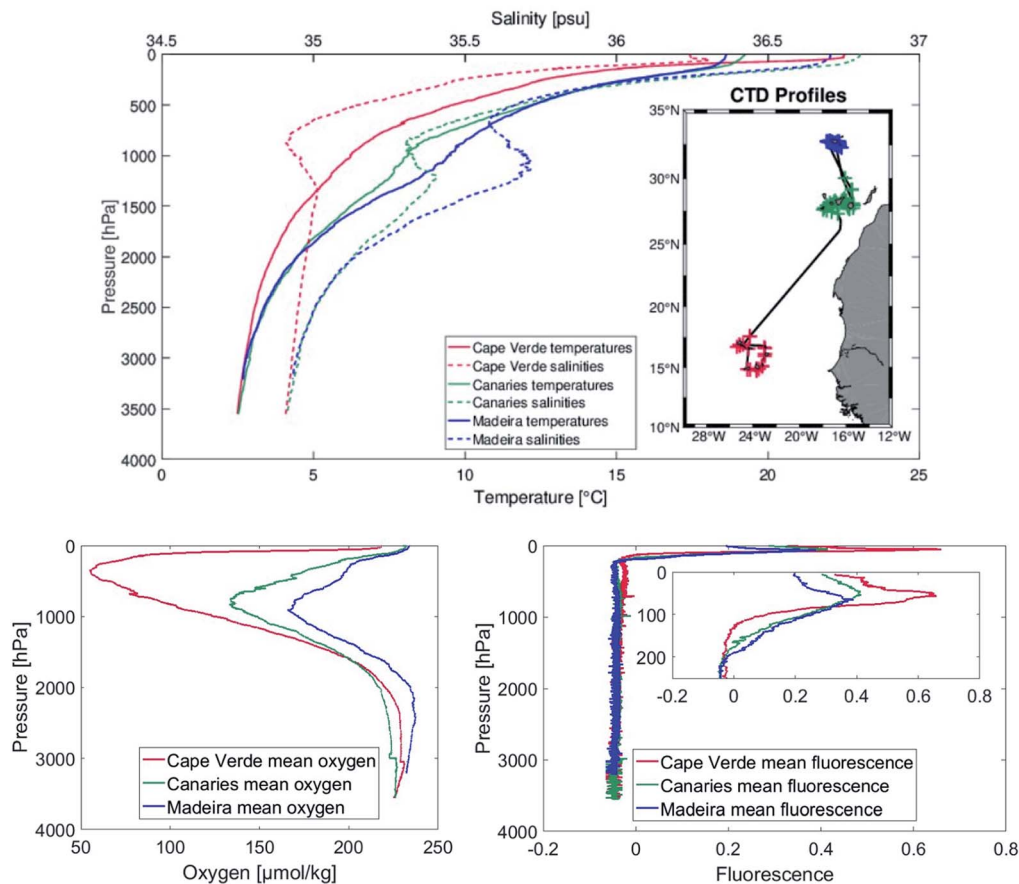 Salinity [psu]
34.5 35 35.5 36 36.5 37
0
500
1000
1500
2000
2500
3000
3500
4000
Pressure [hPa]
0 5 10 15 20 25
Temperature [°C]
Cape Verde temperatures
Cape Verde salinities
Canaries temperatures
Canaries salinities
Madeira temperatures
Madeira salinities
CTD Profiles
35°N
30°N
25°N
20°N
15°N
10°N
28°W 24°W 20°W 16°W 12°W
0
1000
2000
3000
4000
Pressure [hPa]
Cape Verde mean oxygen
Canaries mean oxygen
Madeira mean oxygen
50 100 150 200 250
Oxygen [µmol/kg]
0
1000
2000
3000
4000
Pressure [hPa]
0
100
200
-0.2 0 0.2 0.4 0.6 0.8
Cape Verde mean fluorescence
Canaries mean fluorescence
Madeira mean fluorescence
-0.2 0 0.2 0.4 0.6 0.8
Fluorescence